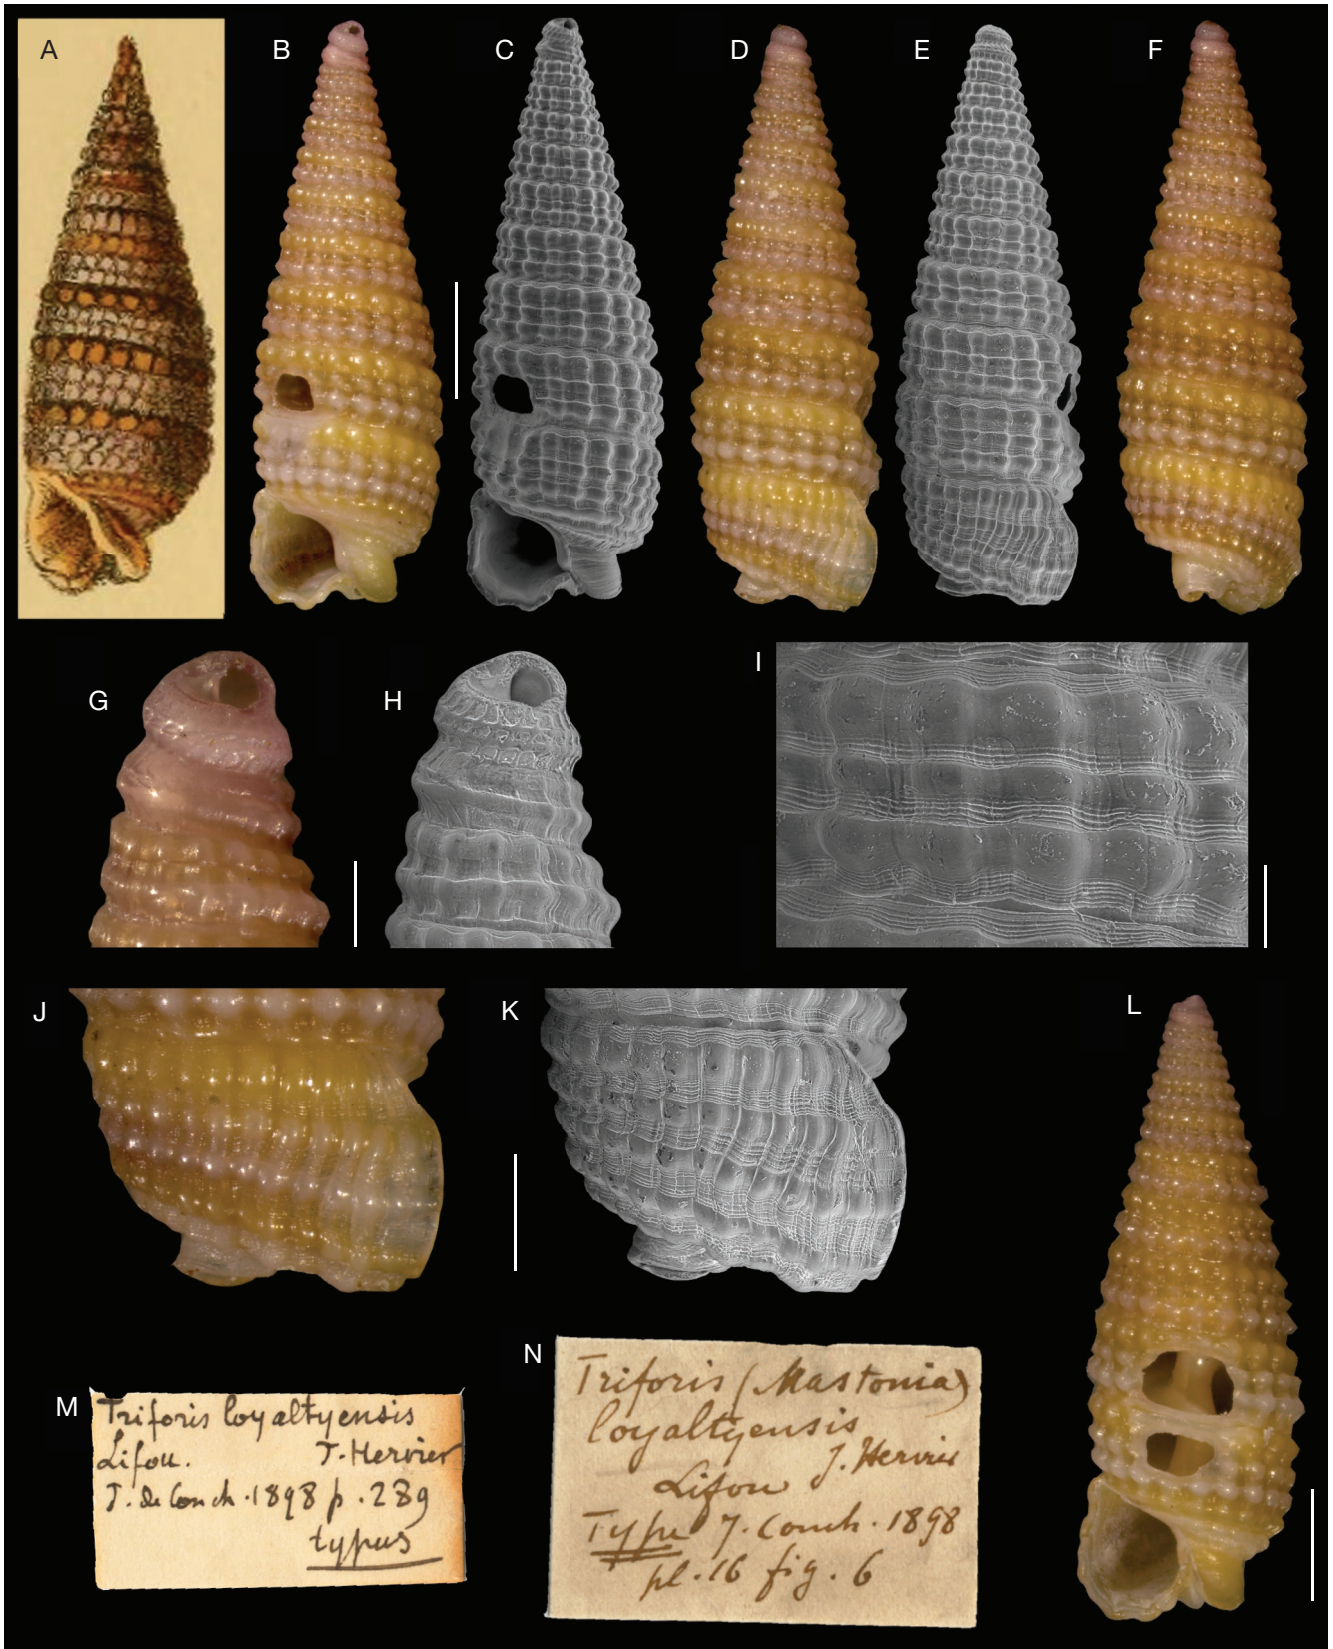 A
B
C
D
E
F
G
H
I
J
K
L
M
Triforis loyaltyensis
Lifou. J. Hervier
J. de Conch. 1898 p. 289
typus
N
Triforis (Mastonia)
loyaltyensis
Lifou J. Hervier
Type J. Conch. 1898
pl. 16 fig. 6